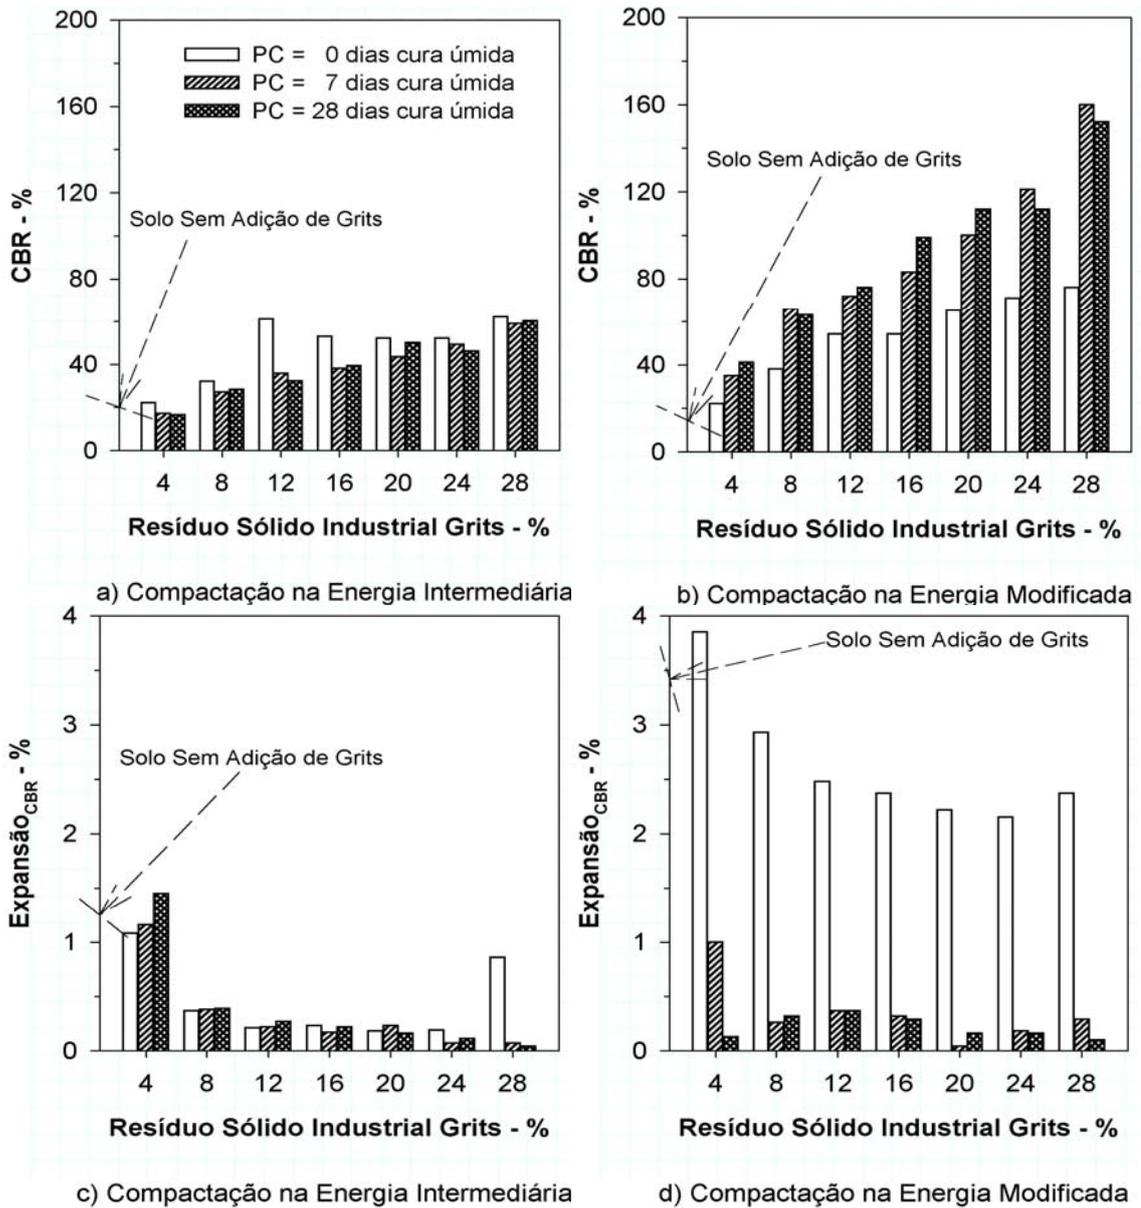 200
160
120
80
40
0
CBR - %
PC = 0 dias cura úmida
PC = 7 dias cura úmida
PC = 28 dias cura úmida
Solo Sem Adição de Grits
4 8 12 16 20 24 28
Resíduo Sólido Industrial Grits - %
a) Compactação na Energia Intermediária
200
160
120
80
40
0
CBR - %
Solo Sem Adição de Grits
4 8 12 16 20 24 28
Resíduo Sólido Industrial Grits - %
b) Compactação na Energia Modificada
4
3
2
1
0
Expansão CBR - %
Solo Sem Adição de Grits
4 8 12 16 20 24 28
Resíduo Sólido Industrial Grits - %
c) Compactação na Energia Intermediária
4
3
2
1
0
Expansão CBR - %
Solo Sem Adição de Grits
4 8 12 16 20 24 28
Resíduo Sólido Industrial Grits - %
d) Compactação na Energia Modificada